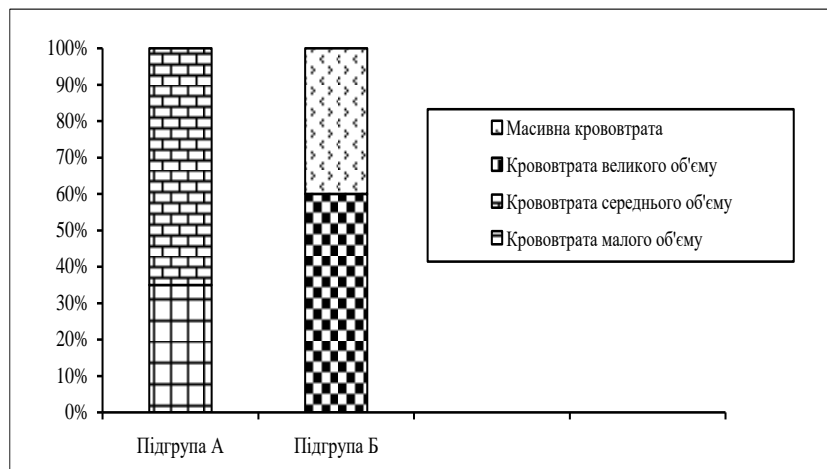 100%
90%
80%
70%
60%
50%
40%
30%
20%
10%
0%
Підгрупа А
Підгрупа Б
Масивна крововтрата
Крововтрата великого об'єму
Крововтрата середнього об'єму
Крововтрата малого об'єму